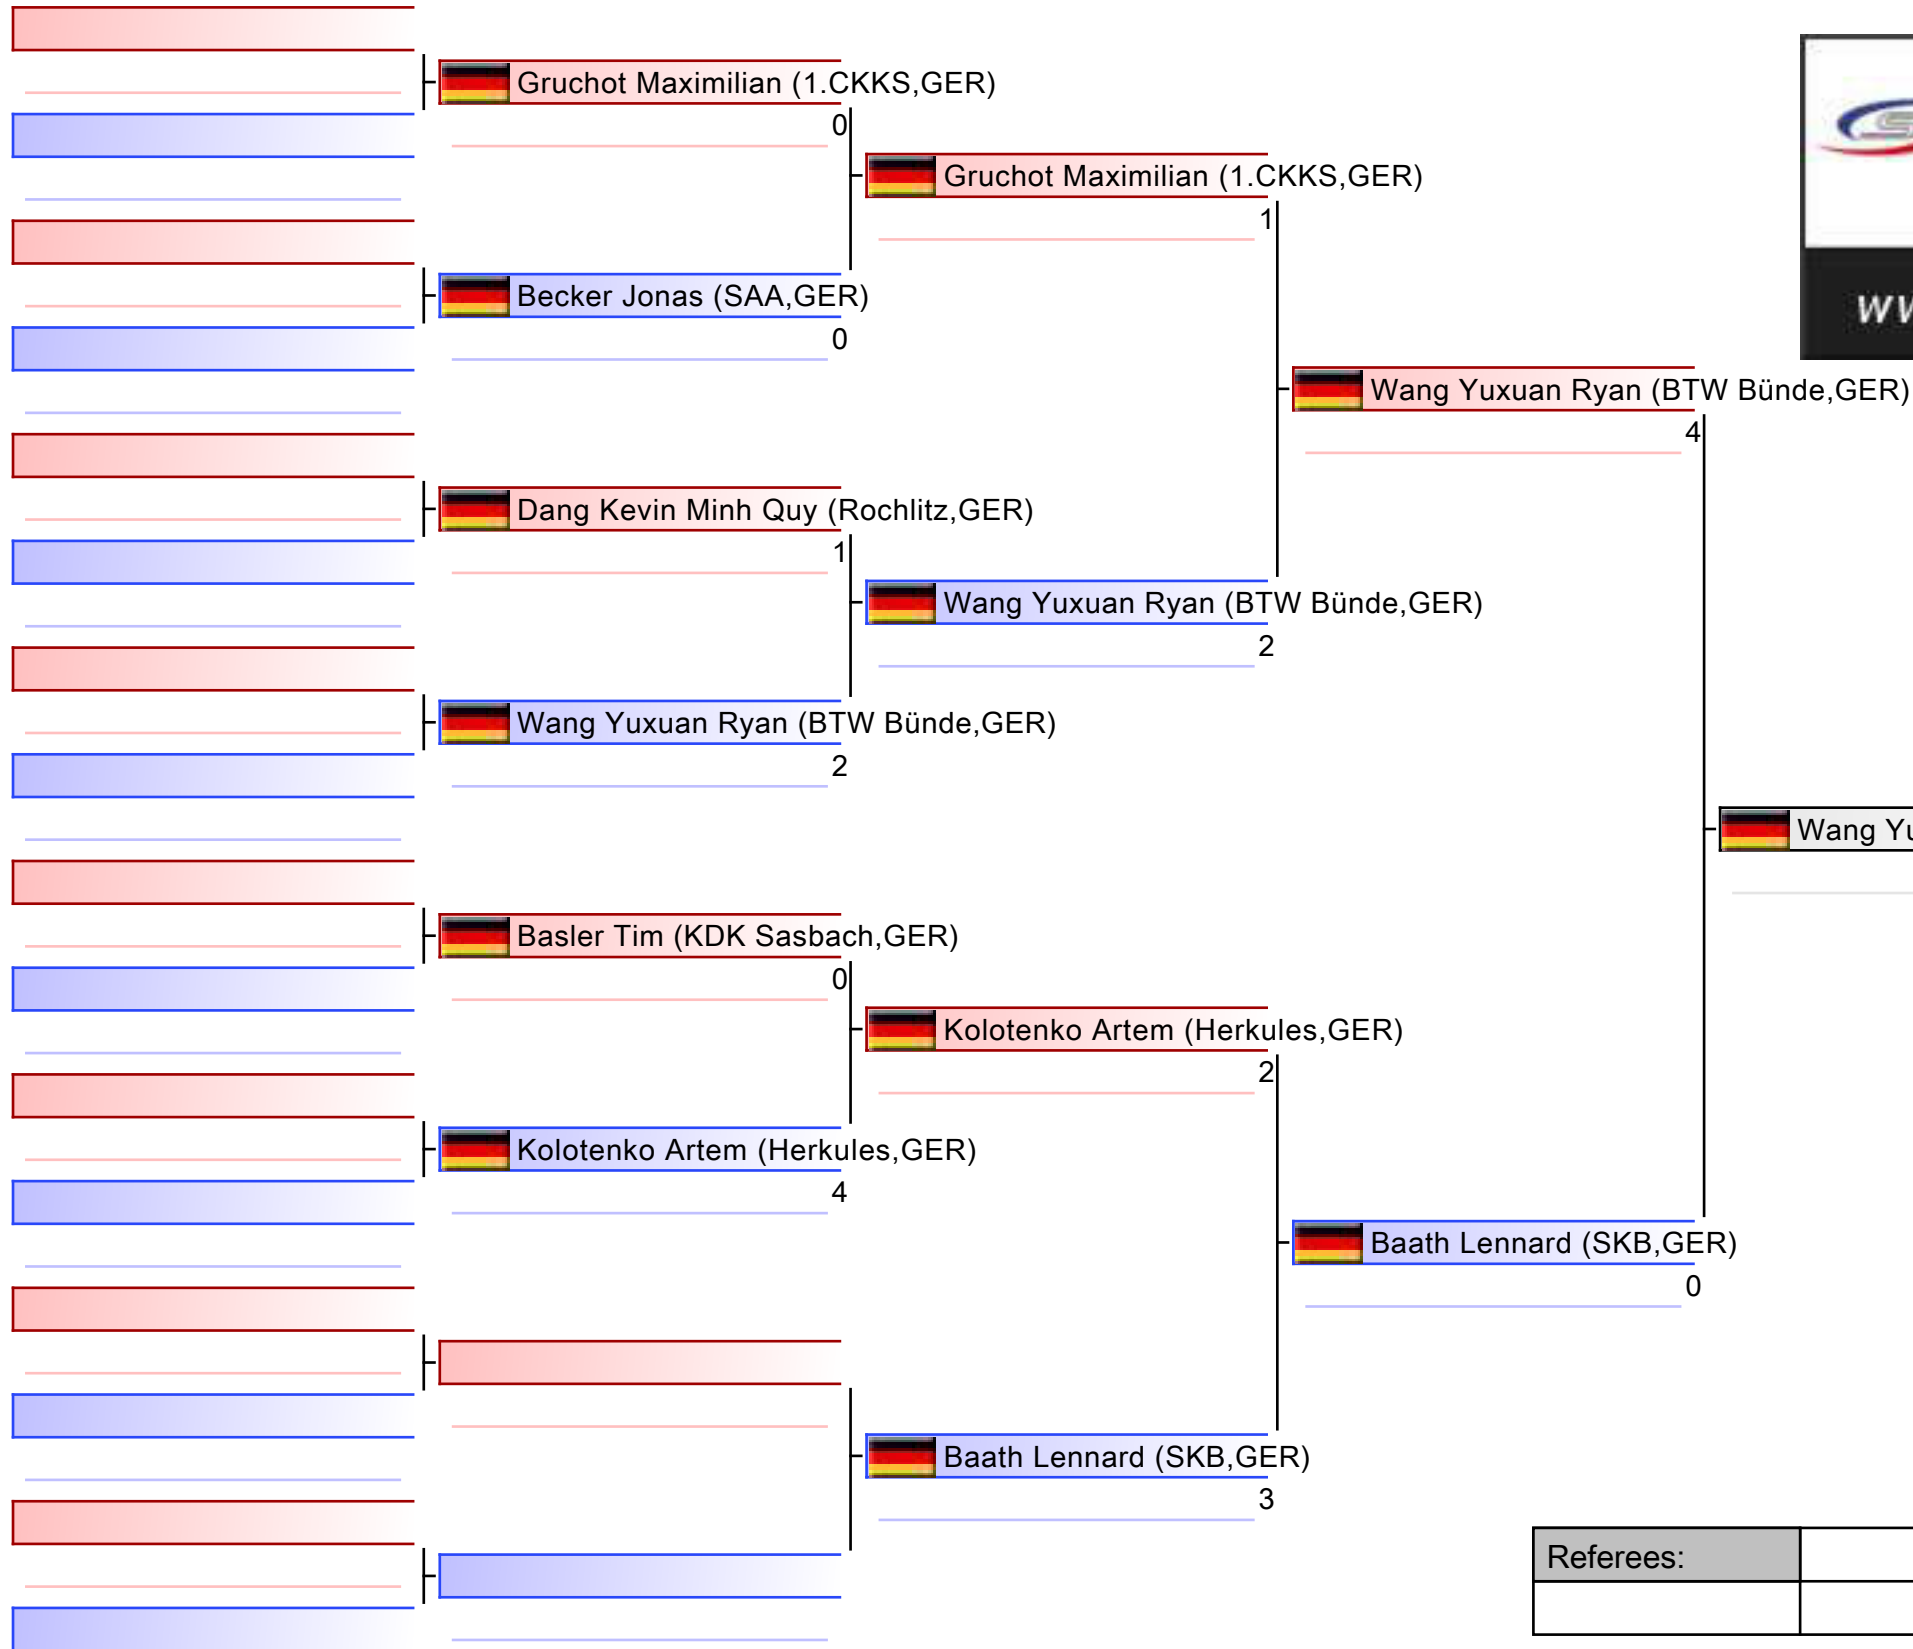 Gruchot Maximilian (1.CKKS,GER)
0
Becker Jonas (SAA,GER)
0
Dang Kevin Minh Quy (Rochlitz,GER)
1
Wang Yuxuan Ryan (BTW Bünde,GER)
2
Basler Tim (KDK Sasbach,GER)
0
Kolotenko Artem (Herkules,GER)
4
Gruchot Maximilian (1.CKKS,GER)
1
Wang Yuxuan Ryan (BTW Bünde,GER)
2
Kolotenko Artem (Herkules,GER)
2
Baath Lennard (SKB,GER)
3
Wang Yuxuan Ryan (BTW Bünde,GER)
4
Baath Lennard (SKB,GER)
0
Wang Yu
Referees: